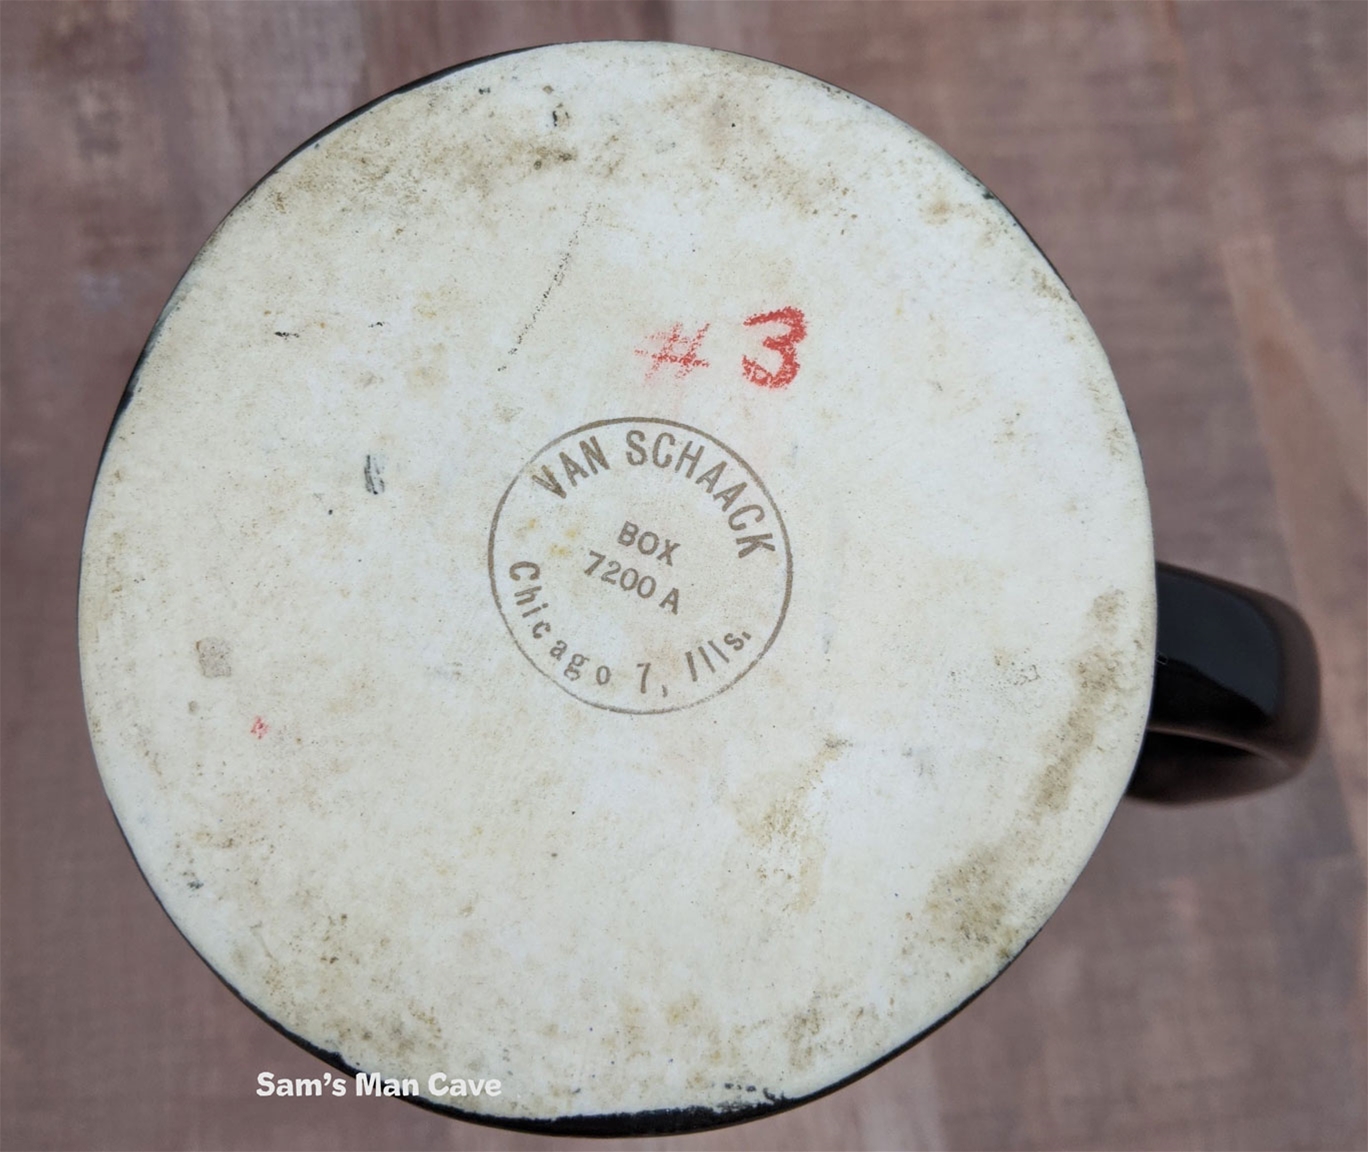 # 3
VAN SCHAACK
BOX
7200 A
Chicago 7, Ills.
Sam's Man Cave